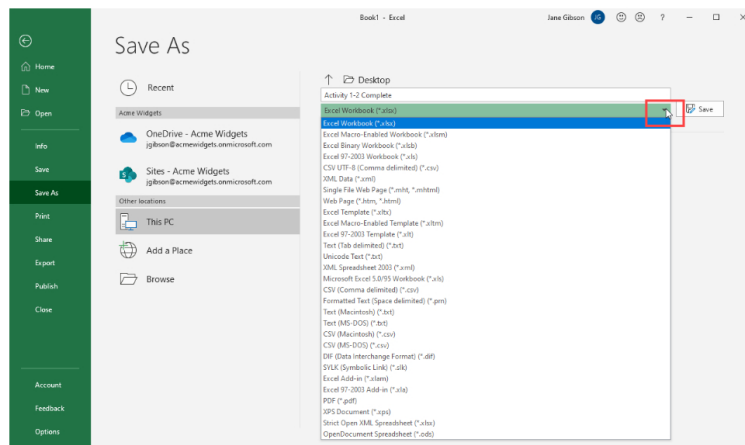 Book1 - Excel
Jane Gibson
JG
?
Home
New
Open
Info
Save
Save As
Print
Share
Export
Publish
Close
Account
Feedback
Options
Save As
Recent
Acme Widgets
OneDrive - Acme Widgets
jgibson@acmewidgets.onmicrosoft.com
Sites - Acme Widgets
jgibson@acmewidgets.onmicrosoft.com
Other locations
This PC
Add a Place
Browse
Desktop
Activity 1-2 Complete
Excel Workbook (*.xlsx)
Save
Excel Workbook (*.xlsx)
Excel Macro-Enabled Workbook (*.xlsm)
Excel Binary Workbook (*.xlsb)
Excel 97-2003 Workbook (*.xls)
CSV UTF-8 (Comma delimited) (*.csv)
XML Data (*.xml)
Single File Web Page (*.mht, *.mhtml)
Web Page (*.htm, *.html)
Excel Template (*.xltx)
Excel Macro-Enabled Template (*.xltm)
Excel 97-2003 Template (*.xlt)
Text (Tab delimited) (*.txt)
Unicode Text (*.txt)
XML Spreadsheet 2003 (*.xml)
Microsoft Excel 5.0/95 Workbook (*.xls)
CSV (Comma delimited) (*.csv)
Formatted Text (Space delimited) (*.prn)
Text (Macintosh) (*.txt)
Text (MS-DOS) (*.txt)
CSV (Macintosh) (*.csv)
CSV (MS-DOS) (*.csv)
DIF (Data Interchange Format) (*.dif)
SYLK (Symbolic Link) (*.slk)
Excel Add-in (*.xlam)
Excel 97-2003 Add-in (*.xla)
PDF (*.pdf)
XPS Document (*.xps)
Strict Open XML Spreadsheet (*.xlsx)
OpenDocument Spreadsheet (*.ods)